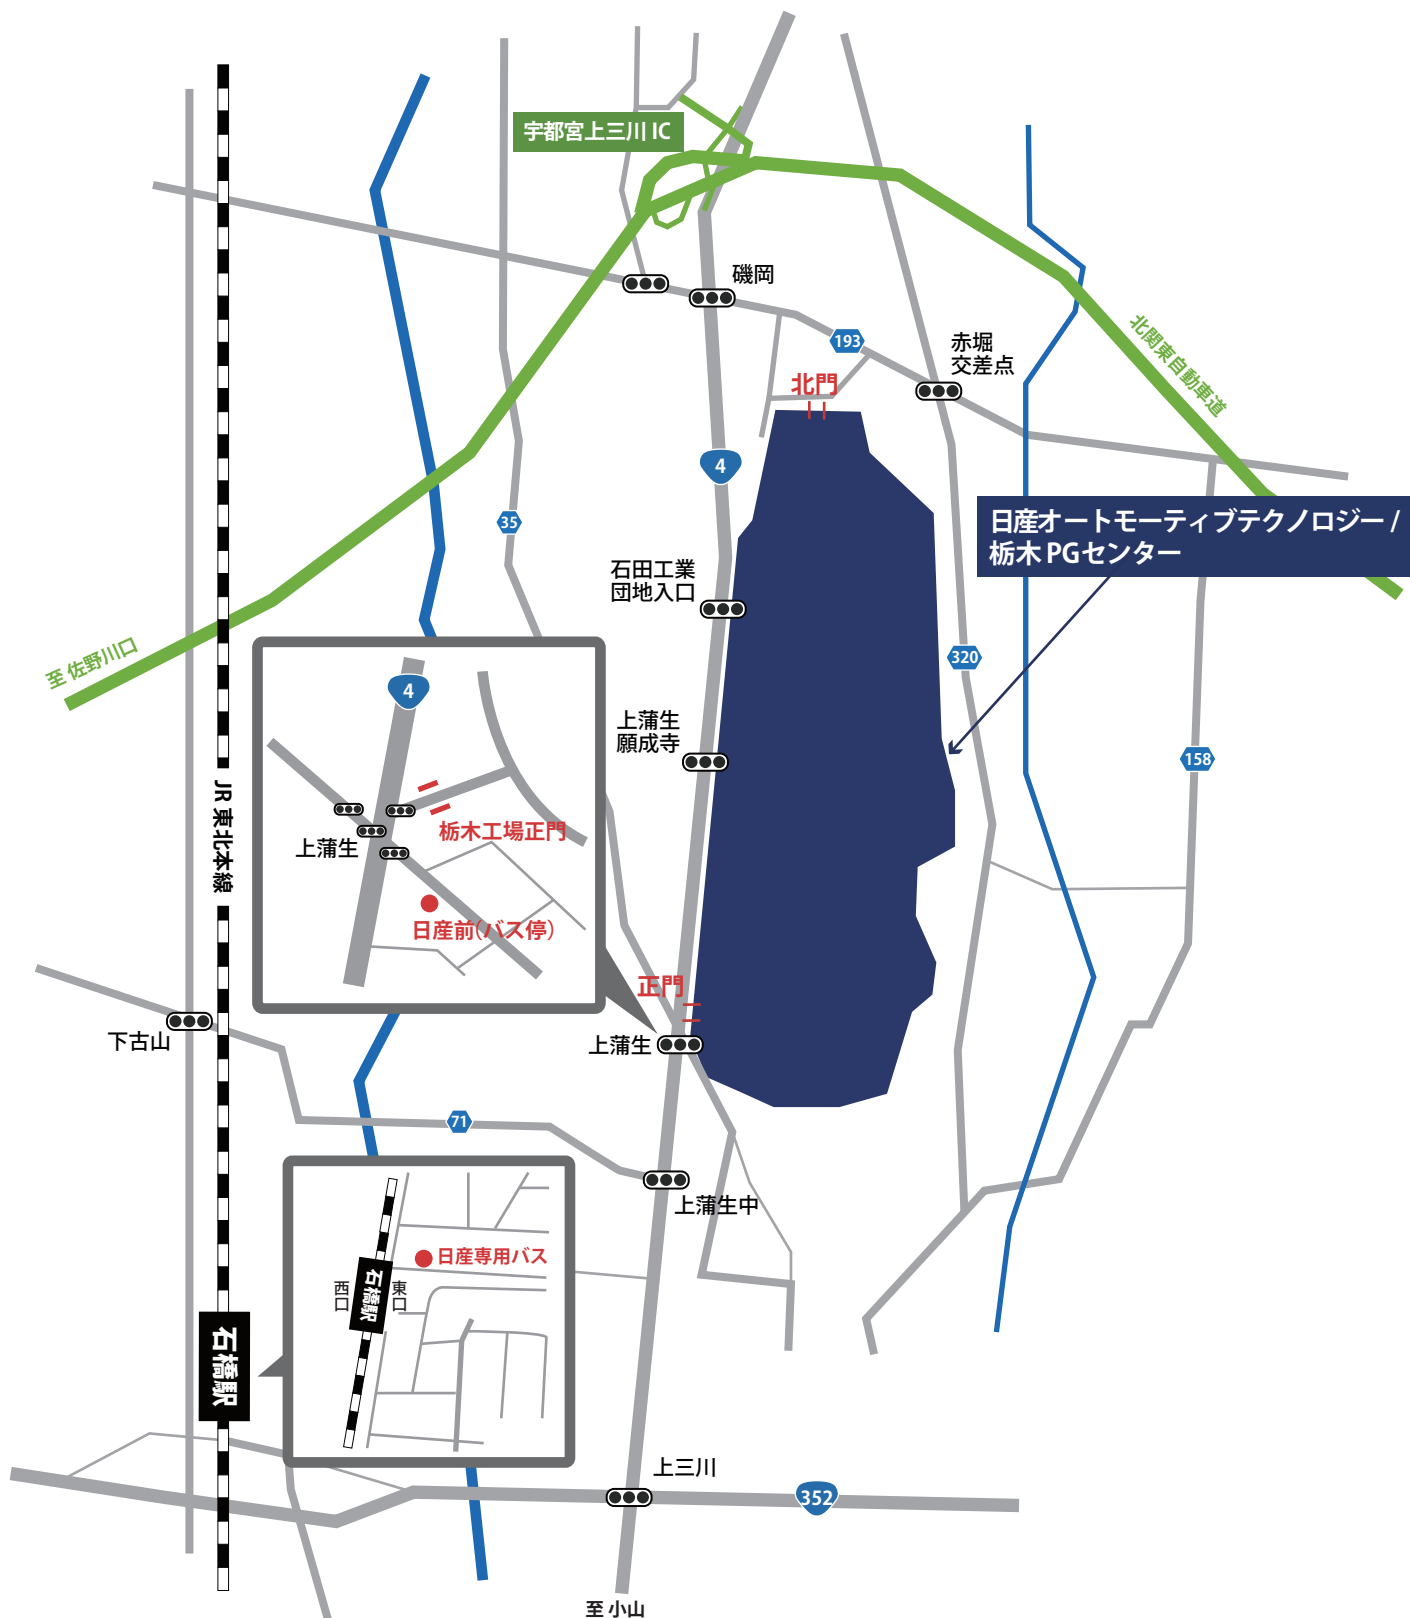 宇都宮上三川 IC
磯岡
193
赤堀
交差点
北関東自動車道
北門
4
35
日産オートモーティブテクノロジー /
栃木 PGセンター
石田工業
団地入口
至 佐野川口
320
4
上蒲生
願成寺
158
JR 東北本線
栃木工場正門
上蒲生
日産前(バス停)
正門
下古山
上蒲生
71
上蒲生中
日産専用バス
西口
石橋駅
東口
石橋駅
上三川
352
至 小山